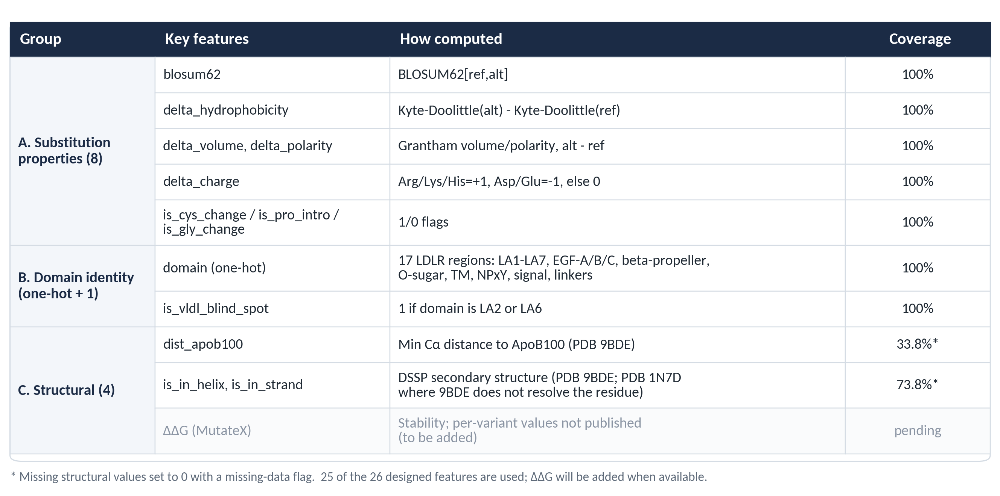 Group Key features How computed Coverage
A. Substitution
properties (8)
blosum62 BLOSUM62[ref,alt] 100%
delta_hydrophobicity Kyte-Doolittle(alt) - Kyte-Doolittle(ref) 100%
delta_volume, delta_polarity Grantham volume/polarity, alt - ref 100%
delta_charge Arg/Lys/His=+1, Asp/Glu=-1, else 0 100%
is_cys_change / is_pro_intro /
is_gly_change
1/0 flags 100%
B. Domain identity
(one-hot + 1)
domain (one-hot)
17 LDLR regions: LA1-LA7, EGF-A/B/C, beta-propeller,
O-sugar, TM, NPxY, signal, linkers
100%
is_vldl_blind_spot 1 if domain is LA2 or LA6 100%
C. Structural (4)
dist_apob100 Min Cα distance to ApoB100 (PDB 9BDE) 33.8%*
is_in_helix, is_in_strand
DSSP secondary structure (PDB 9BDE; PDB 1N7D
where 9BDE does not resolve the residue)
73.8%*
ΔΔG (MutateX)
Stability; per-variant values not published
(to be added)
pending
* Missing structural values set to 0 with a missing-data flag. 25 of the 26 designed features are used; ΔΔG will be added when available.